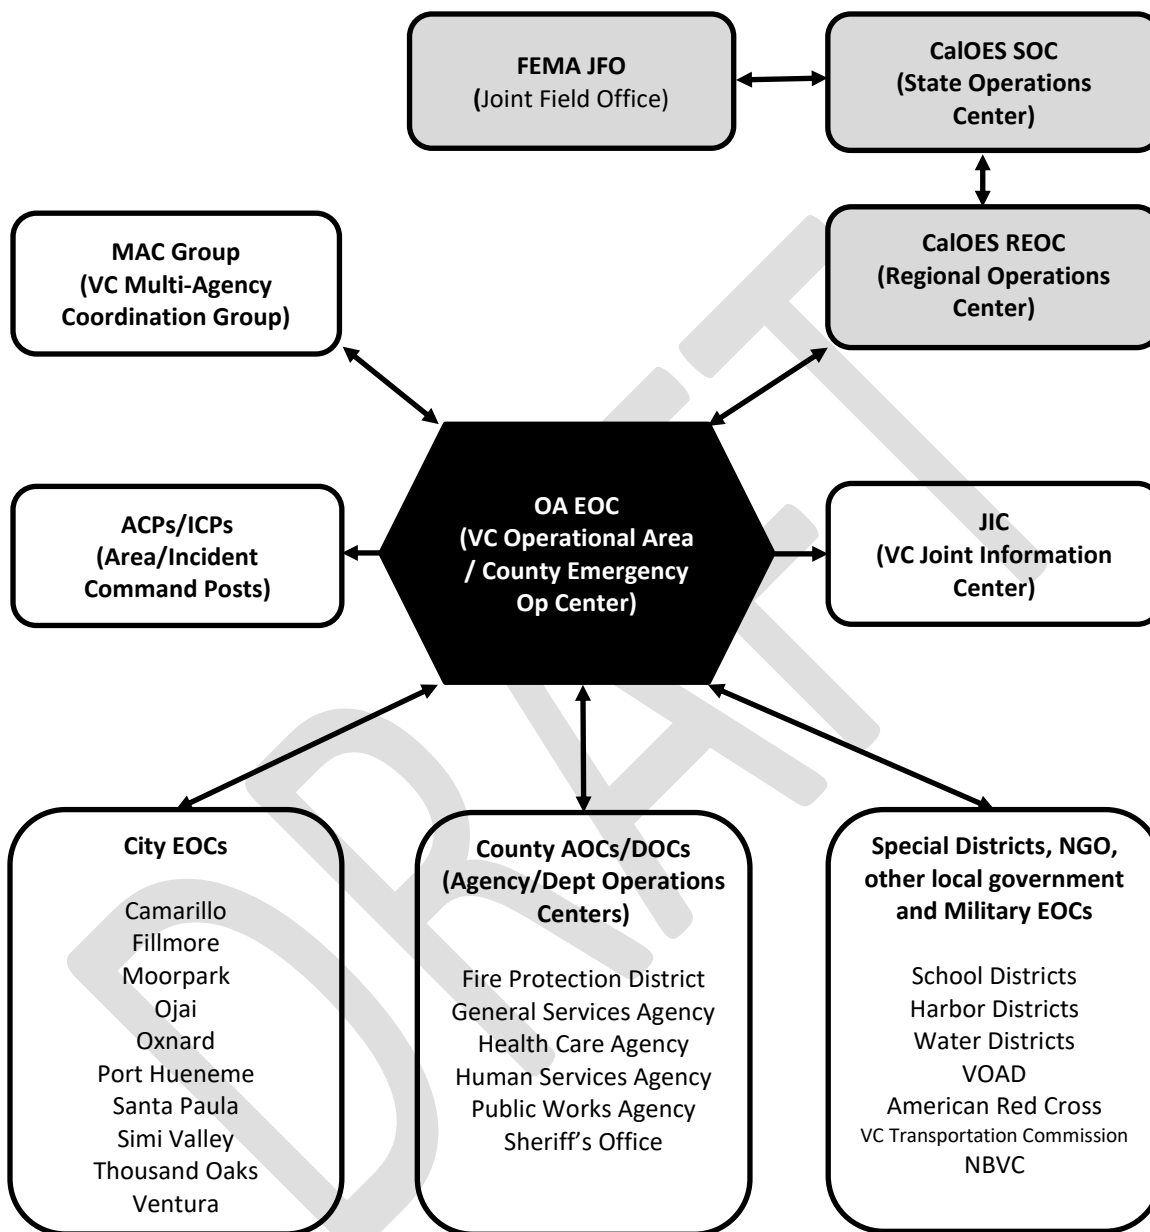 FEMA JFO
(Joint Field Office)
CalOES SOC
(State Operations
Center)
MAC Group
(VC Multi-Agency
Coordination Group)
CalOES REOC
(Regional Operations
Center)
ACPs/ICPs
(Area/Incident
Command Posts)
OA EOC
(VC Operational Area
/ County Emergency
Op Center)
JIC
(VC Joint Information
Center)
City EOCs
Camarillo
Fillmore
Moorpark
Ojai
Oxnard
Port Hueneme
Santa Paula
Simi Valley
Thousand Oaks
Ventura
County AOCs/DOCs
(Agency/Dept Operations
Centers)
Fire Protection District
General Services Agency
Health Care Agency
Human Services Agency
Public Works Agency
Sheriff’s Office
Special Districts, NGO,
other local government
and Military EOCs
School Districts
Harbor Districts
Water Districts
VOAD
American Red Cross
VC Transportation Commission
NBVC
DRAFT